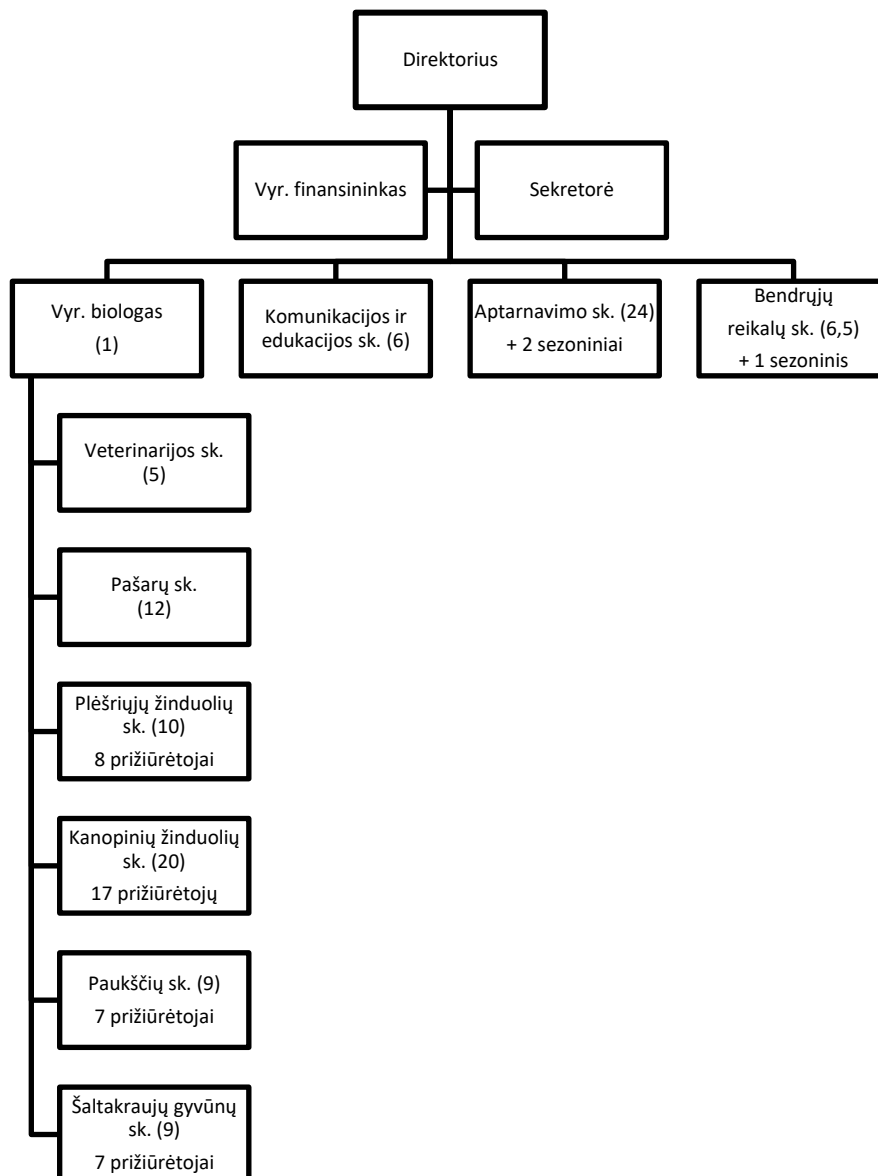 Direktorius
Vyr. finansininkas
Sekretorė
Vyr. biologas
(1)
Komunikacijos ir
edukacijos sk. (6)
Aptarnavimo sk. (24)
+ 2 sezoniniai
Bendrųjų
reikalų sk. (6,5)
+ 1 sezoninis
Veterinarijos sk.
(5)
Pašarų sk.
(12)
Plėšriųjų žinduolių
sk. (10)
8 prižiūrėtojai
Kanopinių žinduolių
sk. (20)
17 prižiūrėtojų
Paukščių sk. (9)
7 prižiūrėtojai
Šaltakraujų gyvūnų
sk. (9)
7 prižiūrėtojai